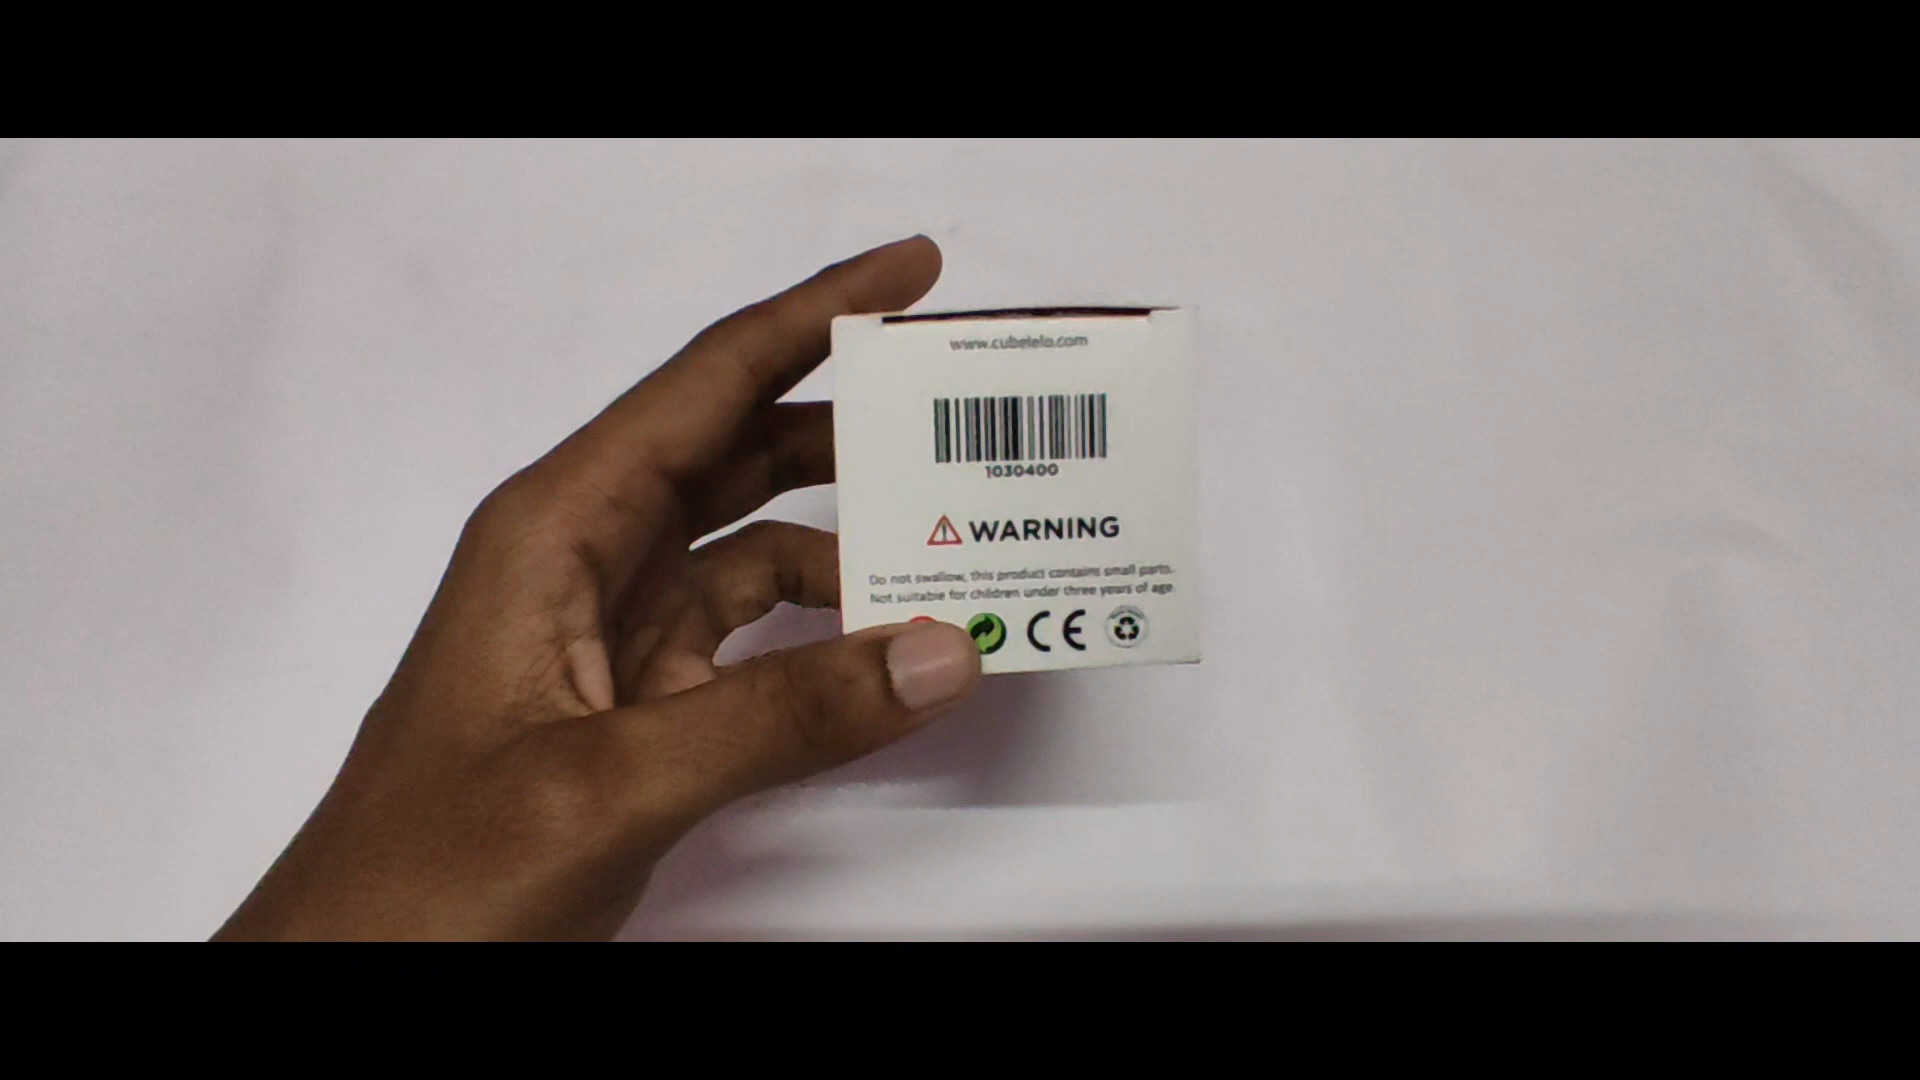 www.cubelelo.com
1030400
WARNING
Do not swallow, this product contains small parts.
Not suitable for children under three years of age.
CE